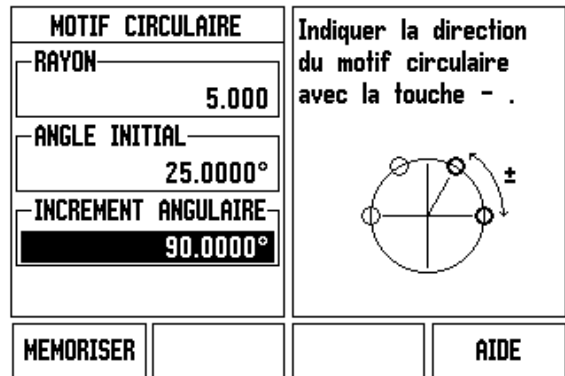 MOTIF CIRCULAIRE
RAYON
5.000
ANGLE INITIAL
25.0000°
INCREMENT ANGULAIRE
90.0000°
Indiquer la direction
du motif circulaire
avec la touche - .
±
MEMORISER
AIDE